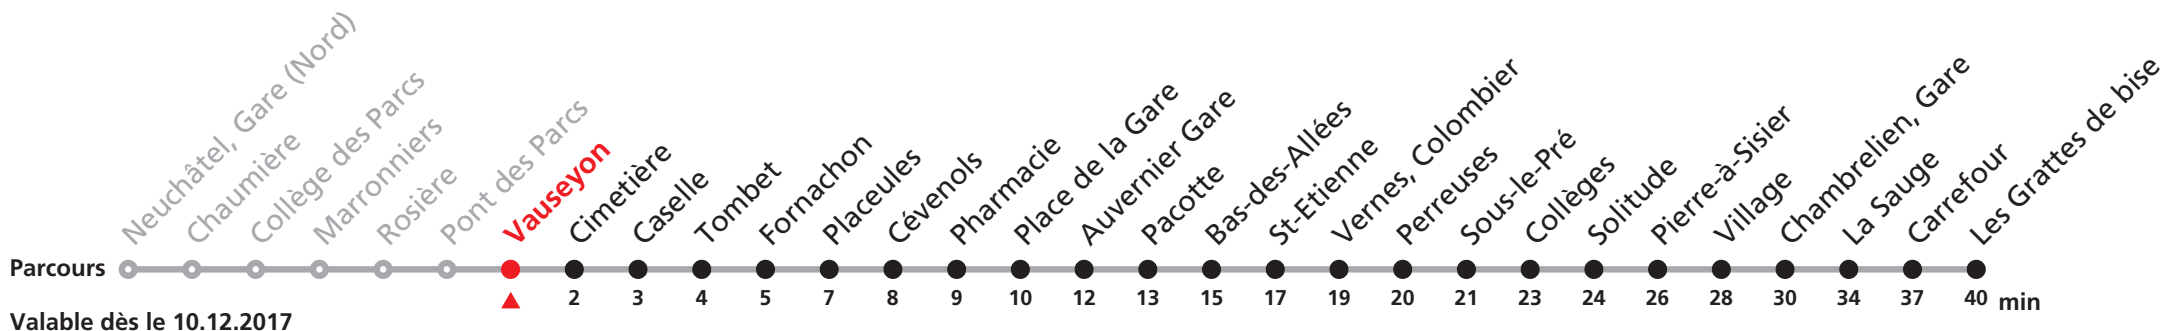 Neuchâtel, Gare (Nord)
Chaumière
Collège des Parcs
Marronniers
Rosière
Pont des Parcs
Vauseyon
Cimetière
Caselle
Tombet
Fornachon
Placeules
Cévenols
Pharmacie
Place de la Gare
Auvernier Gare
Pacotte
Bas-des-Allées
St-Etienne
Vernes, Colombier
Perreuses
Sous-le-Pré
Collèges
Solitude
Pierre-à-Sisier
Village
Chambrelien, Gare
La Sauge
Carrefour
Les Grattes de bise
Parcours
2 3 4 5 7 8 9 10 12 13 15 17 19 20 21 23 24 26 28 30 34 37 40 min
Valable dès le 10.12.2017